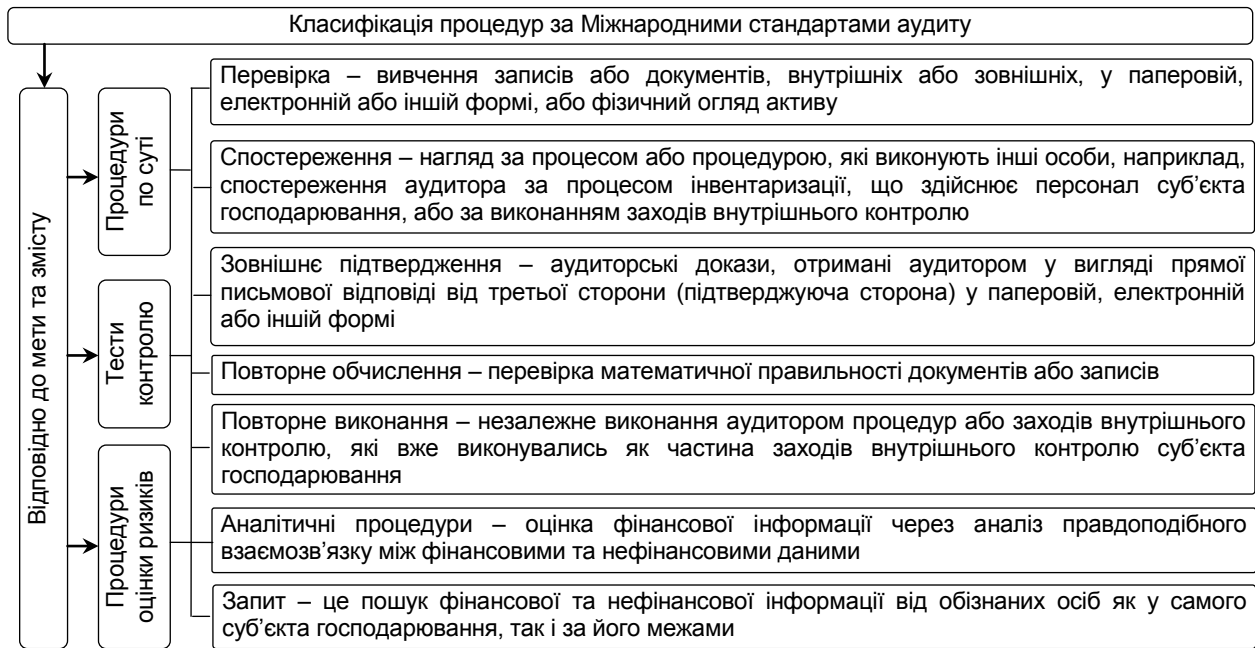 Класифікація процедур за Міжнародними стандартами аудиту
Відповідно до мети та змісту
Процедури
по суті
Тести
контролю
Процедури
оцінки ризиків
Перевірка – вивчення записів або документів, внутрішніх або зовнішніх, у паперовій,
електронній або іншій формі, або фізичний огляд активу
Спостереження – нагляд за процесом або процедурою, які виконують інші особи, наприклад,
спостереження аудитора за процесом інвентаризації, що здійснює персонал суб’єкта
господарювання, або за виконанням заходів внутрішнього контролю
Зовнішнє підтвердження – аудиторські докази, отримані аудитором у вигляді прямої
письмової відповіді від третьої сторони (підтверджуюча сторона) у паперовій, електронній
або іншій формі
Повторне обчислення – перевірка математичної правильності документів або записів
Повторне виконання – незалежне виконання аудитором процедур або заходів внутрішнього
контролю, які вже виконувались як частина заходів внутрішнього контролю суб’єкта
господарювання
Аналітичні процедури – оцінка фінансової інформації через аналіз правдоподібного
взаємозв’язку між фінансовими та нефінансовими даними
Запит – це пошук фінансової та нефінансової інформації від обізнаних осіб як у самого
суб’єкта господарювання, так і за його межами